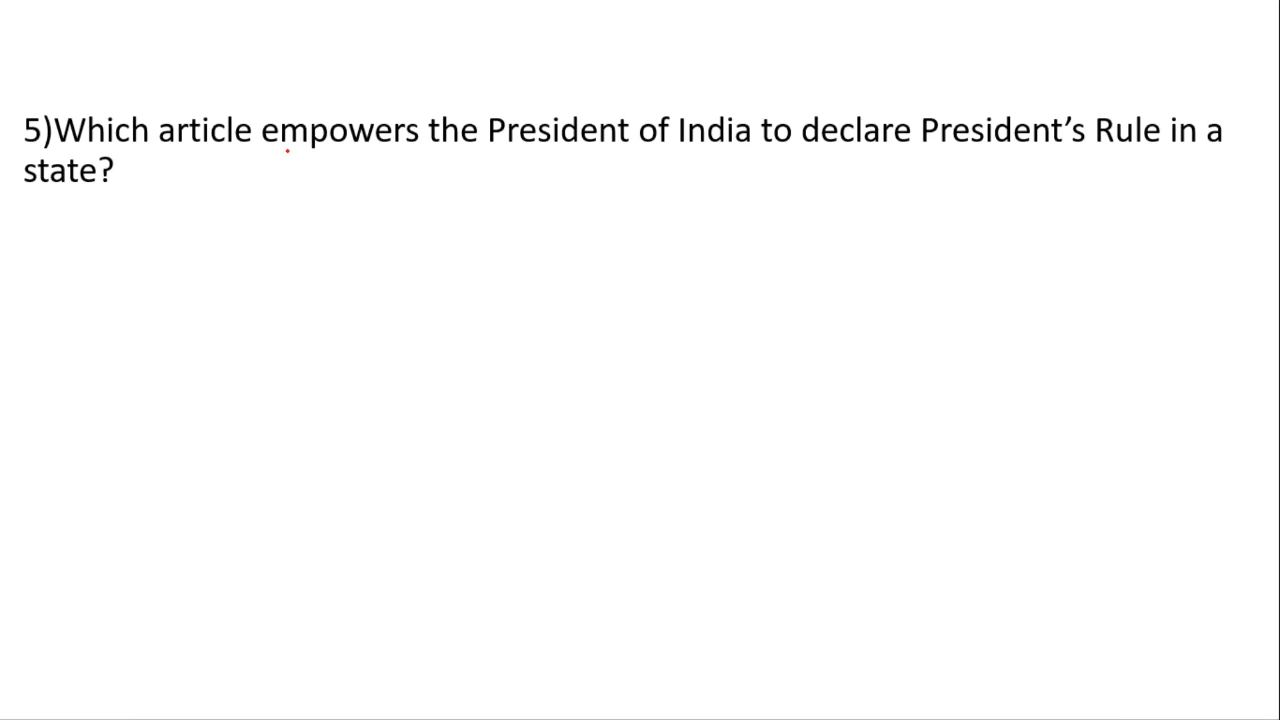 5)Which article empowers the President of India to declare President’s Rule in a
state?